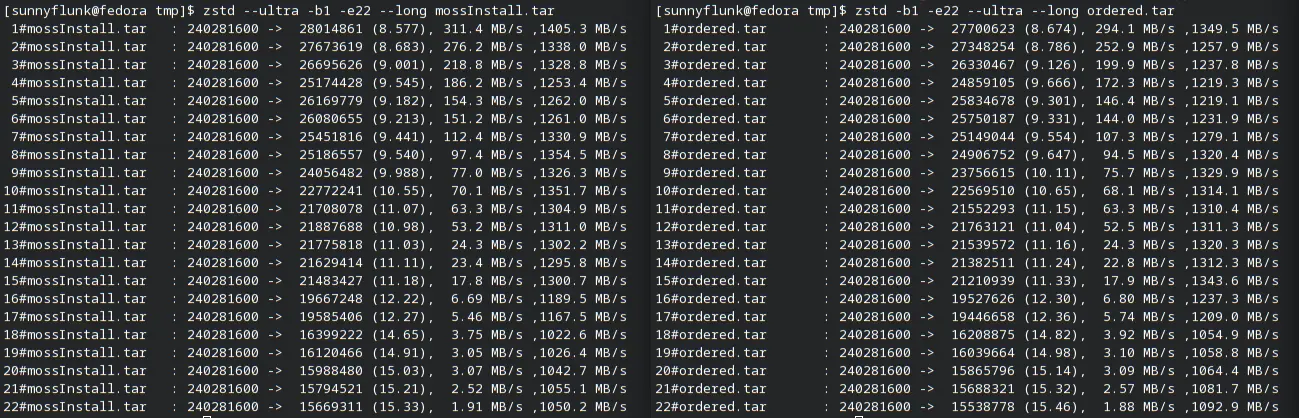 [sunnyflunk@fedora tmp]$ zstd --ultra -b1 -e22 --long mossInstall.tar
1#mossInstall.tar : 240281600 -> 28014861 (8.577), 311.4 MB/s ,1405.3 MB/s
2#mossInstall.tar : 240281600 -> 27673619 (8.683), 276.2 MB/s ,1338.0 MB/s
3#mossInstall.tar : 240281600 -> 26695626 (9.001), 218.8 MB/s ,1328.8 MB/s
4#mossInstall.tar : 240281600 -> 25174428 (9.545), 186.2 MB/s ,1253.4 MB/s
5#mossInstall.tar : 240281600 -> 26169779 (9.182), 154.3 MB/s ,1262.0 MB/s
6#mossInstall.tar : 240281600 -> 26080655 (9.213), 151.2 MB/s ,1261.0 MB/s
7#mossInstall.tar : 240281600 -> 25451816 (9.441), 112.4 MB/s ,1330.9 MB/s
8#mossInstall.tar : 240281600 -> 25186557 (9.540), 97.4 MB/s ,1354.5 MB/s
9#mossInstall.tar : 240281600 -> 24056482 (9.988), 77.0 MB/s ,1326.3 MB/s
10#mossInstall.tar : 240281600 -> 22772241 (10.55), 70.1 MB/s ,1351.7 MB/s
11#mossInstall.tar : 240281600 -> 21708078 (11.07), 63.3 MB/s ,1304.9 MB/s
12#mossInstall.tar : 240281600 -> 21887688 (10.98), 53.2 MB/s ,1311.0 MB/s
13#mossInstall.tar : 240281600 -> 21775818 (11.03), 24.3 MB/s ,1302.2 MB/s
14#mossInstall.tar : 240281600 -> 21629414 (11.11), 23.4 MB/s ,1295.8 MB/s
15#mossInstall.tar : 240281600 -> 21483427 (11.18), 17.8 MB/s ,1300.7 MB/s
16#mossInstall.tar : 240281600 -> 19667248 (12.22), 6.69 MB/s ,1189.5 MB/s
17#mossInstall.tar : 240281600 -> 19585406 (12.27), 5.46 MB/s ,1167.5 MB/s
18#mossInstall.tar : 240281600 -> 16399222 (14.65), 3.75 MB/s ,1022.6 MB/s
19#mossInstall.tar : 240281600 -> 16120466 (14.91), 3.05 MB/s ,1026.4 MB/s
20#mossInstall.tar : 240281600 -> 15988480 (15.03), 3.07 MB/s ,1042.7 MB/s
21#mossInstall.tar : 240281600 -> 15794521 (15.21), 2.52 MB/s ,1055.1 MB/s
22#mossInstall.tar : 240281600 -> 15669311 (15.33), 1.91 MB/s ,1050.2 MB/s
[sunnyflunk@fedora tmp]$ zstd -b1 -e22 --ultra --long ordered.tar
1#ordered.tar : 240281600 -> 27700623 (8.674), 294.1 MB/s ,1349.5 MB/s
2#ordered.tar : 240281600 -> 27348254 (8.786), 252.9 MB/s ,1257.9 MB/s
3#ordered.tar : 240281600 -> 26330467 (9.126), 199.9 MB/s ,1237.8 MB/s
4#ordered.tar : 240281600 -> 24859105 (9.666), 172.3 MB/s ,1219.3 MB/s
5#ordered.tar : 240281600 -> 25834678 (9.301), 146.4 MB/s ,1219.1 MB/s
6#ordered.tar : 240281600 -> 25750187 (9.331), 144.0 MB/s ,1231.9 MB/s
7#ordered.tar : 240281600 -> 25149044 (9.554), 107.3 MB/s ,1279.1 MB/s
8#ordered.tar : 240281600 -> 24906752 (9.647), 94.5 MB/s ,1320.4 MB/s
9#ordered.tar : 240281600 -> 23756615 (10.11), 75.7 MB/s ,1329.9 MB/s
10#ordered.tar : 240281600 -> 22569510 (10.65), 68.1 MB/s ,1314.1 MB/s
11#ordered.tar : 240281600 -> 21552293 (11.15), 63.3 MB/s ,1310.4 MB/s
12#ordered.tar : 240281600 -> 21763121 (11.04), 52.5 MB/s ,1311.3 MB/s
13#ordered.tar : 240281600 -> 21539572 (11.16), 24.3 MB/s ,1320.3 MB/s
14#ordered.tar : 240281600 -> 21382511 (11.24), 22.8 MB/s ,1312.3 MB/s
15#ordered.tar : 240281600 -> 21210939 (11.33), 17.9 MB/s ,1343.6 MB/s
16#ordered.tar : 240281600 -> 19527626 (12.30), 6.80 MB/s ,1237.3 MB/s
17#ordered.tar : 240281600 -> 19446658 (12.36), 5.74 MB/s ,1209.0 MB/s
18#ordered.tar : 240281600 -> 16208875 (14.82), 3.92 MB/s ,1054.9 MB/s
19#ordered.tar : 240281600 -> 16039664 (14.98), 3.10 MB/s ,1058.8 MB/s
20#ordered.tar : 240281600 -> 15865796 (15.14), 3.09 MB/s ,1064.4 MB/s
21#ordered.tar : 240281600 -> 15688321 (15.32), 2.57 MB/s ,1081.7 MB/s
22#ordered.tar : 240281600 -> 15538778 (15.46), 1.88 MB/s ,1092.9 MB/s